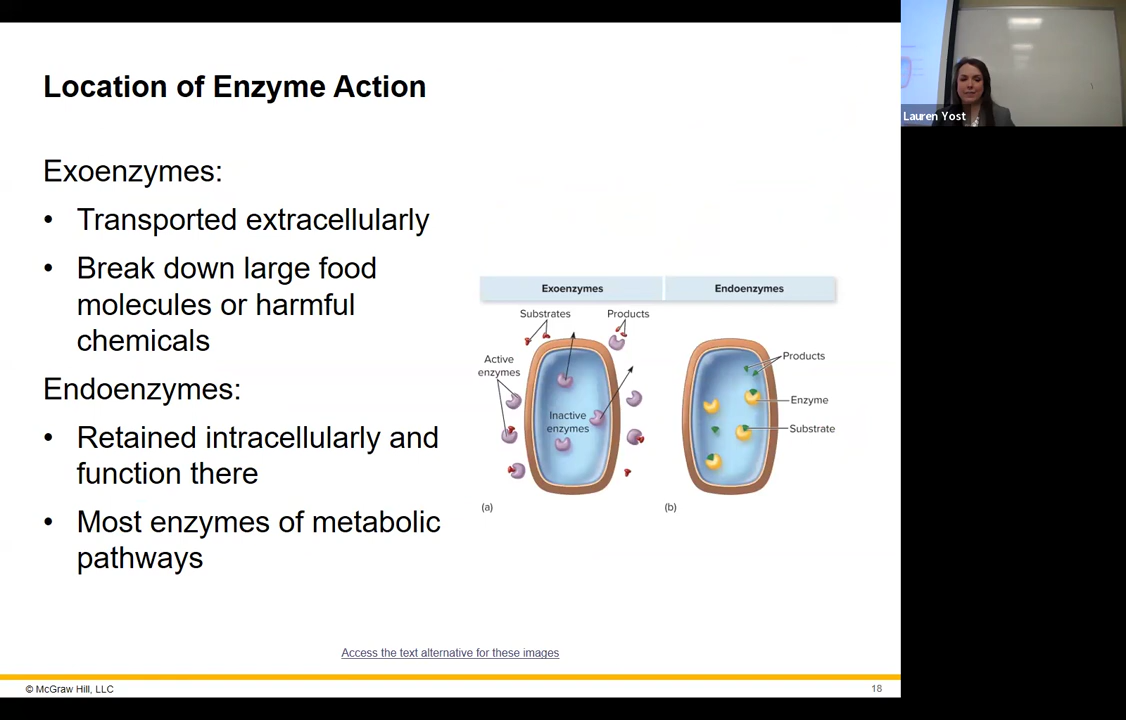 Location of Enzyme Action
Lauren Yost
Exoenzymes:
• Transported extracellularly
• Break down large food
molecules or harmful
chemicals
Endoenzymes:
• Retained intracellularly and
function there
• Most enzymes of metabolic
pathways
Exoenzymes
Endoenzymes
Substrates
Products
Active
enzymes
Inactive
enzymes
(a)
Products
Enzyme
Substrate
(b)
Access the text alternative for these images
© McGraw Hill, LLC
18